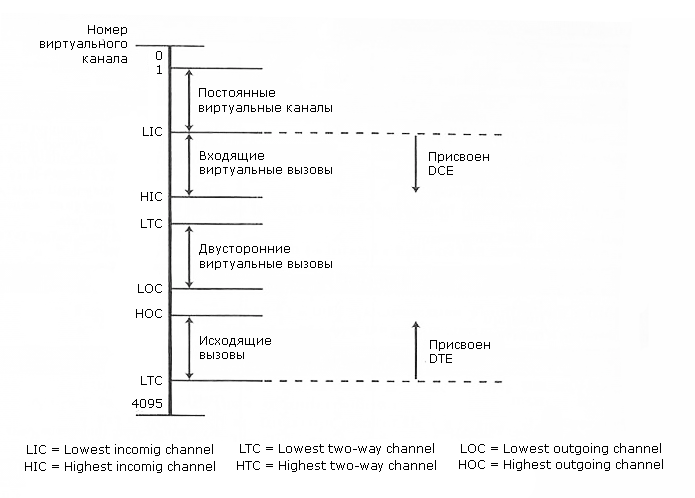 Номер
виртуального
канала
0
1
Постоянные
виртуальные каналы
LIC
Входящие
виртуальные вызовы
Присвоен
DCE
HIC
LTC
Двусторонние
виртуальные вызовы
LOC
HOC
Исходящие
вызовы
Присвоен
DTE
LTC
4095
LIC = Lowest incomig channel
LTC = Lowest two-way channel
LOC = Lowest outgoing channel
HIC = Highest incomig channel
HTC = Highest two-way channel
HOC = Highest outgoing channel